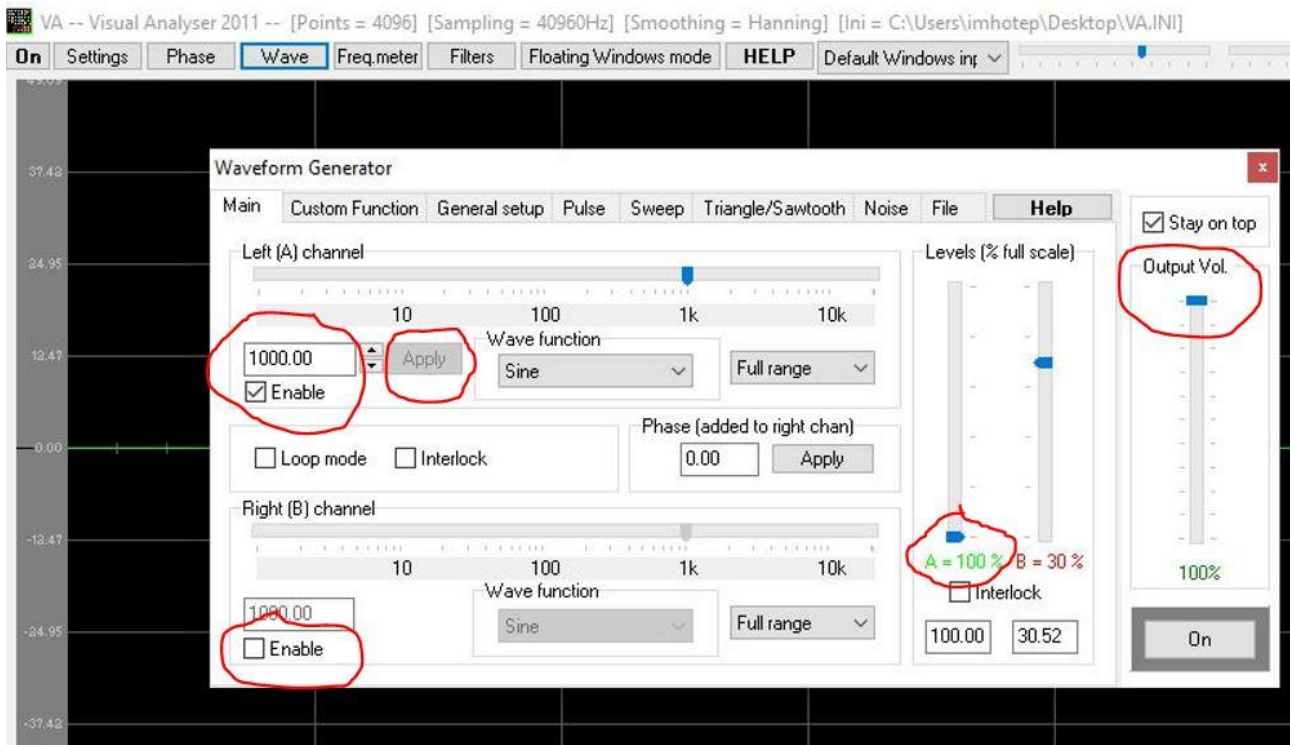 VA -- Visual Analyser 2011 -- [Points = 4096] [Sampling = 40960Hz] [Smoothing = Hanning] [Ini = C:\Users\imhotep\Desktop\VA.INI]
On Settings Phase Wave Freq.meter Filters Floating Windows mode HELP Default Windows inp
37.42
24.95
12.47
0.00
-12.47
-24.95
-37.42
Waveform Generator x
Main Custom Function General setup Pulse Sweep Triangle/Sawtooth Noise File Help
Stay on top
Left (A) channel
10 100 1k 10k
1000.00 Apply
Enable
Wave function
Sine
Full range
Loop mode Interlock
Phase (added to right chan)
0.00 Apply
Right (B) channel
10 100 1k 10k
1000.00
Enable
Wave function
Sine
Full range
Levels (% full scale)
A = 100 % B = 30 %
Interlock
100.00 30.52
Output Vol.
100%
On